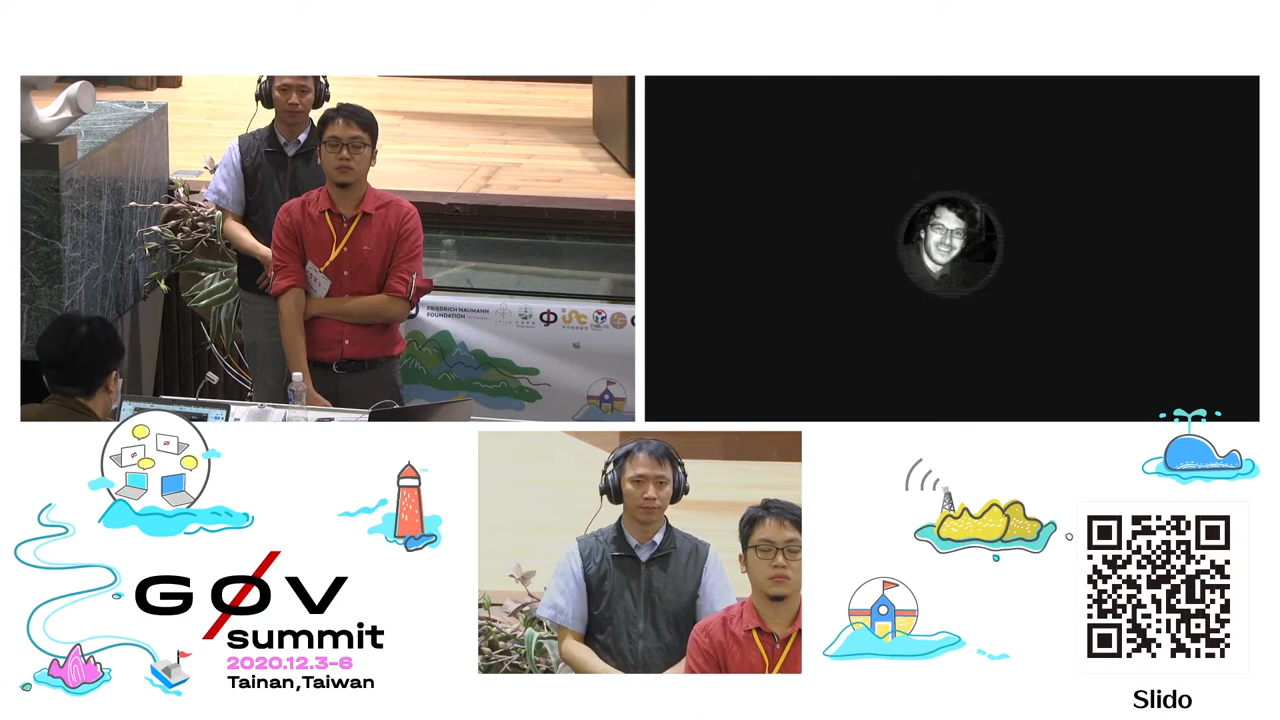 FRIEDRICH NAUMANN
FOUNDATION
GØV
summit
2020.12.3-6
Tainan,Taiwan
Slido